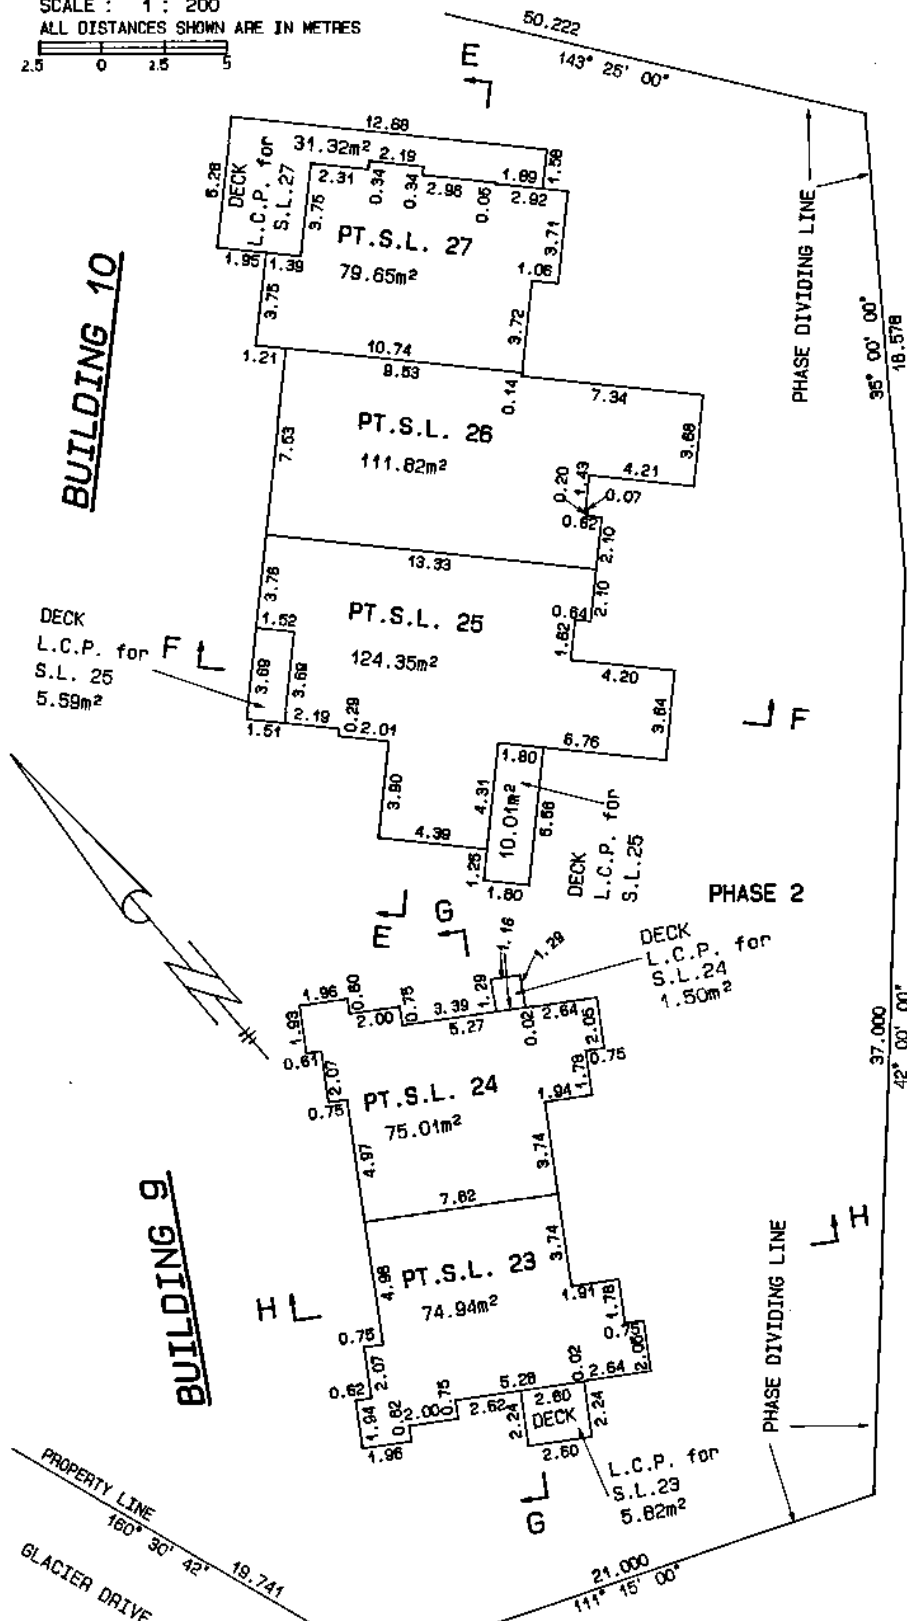 SCALE : 1 : 200
ALL DISTANCES SHOWN ARE IN METRES
2.5 0 2.5 5
50.222
143° 25' 00"
E
12.68
31.32m²
2.19
6.28
DECK
L.C.P. for
S.L.27
2.31
0.34
0.34
2.98
1.69
1.58
0.05
2.92
3.75
PT.S.L. 27
79.65m²
3.71
1.06
1.95
1.39
3.75
3.72
BUILDING 10
PHASE DIVIDING LINE
35° 00' 00"
18.578
1.21
10.74
9.53
0.14
7.34
PT.S.L. 26
111.82m²
7.53
3.68
4.21
0.20
1.43
0.07
0.62
2.10
13.33
3.78
2.10
0.64
1.62
PT.S.L. 25
124.35m²
1.52
DECK
L.C.P. for
S.L. 25
5.59m²
F
3.69
3.69
4.20
3.64
F
1.51
2.19
0.29
2.01
6.76
1.80
3.90
4.31
10.01m²
5.56
4.39
1.25
1.80
DECK
L.C.P. for
S.L.25
PHASE 2
E
G
1.16
1.29
1.29
DECK
L.C.P. for
S.L.24
1.50m²
1.96
0.60
2.00
0.75
3.39
5.27
0.02
2.64
1.93
2.05
0.75
0.61
2.07
0.75
1.78
1.94
PT.S.L. 24
75.01m²
4.97
3.74
37.000
42° 00' 00"
7.62
BUILDING 9
PT.S.L. 23
74.94m²
4.98
3.74
H
H
1.91
1.78
0.75
2.06
0.75
2.07
0.62
1.94
0.62
2.00
0.75
1.96
5.28
2.62
0.02
2.64
2.60
2.24
DECK
2.24
2.60
L.C.P. for
S.L.23
5.82m²
G
PHASE DIVIDING LINE
PROPERTY LINE
160° 30' 42"
19.741
GLACIER DRIVE
21.000
111° 15' 00"